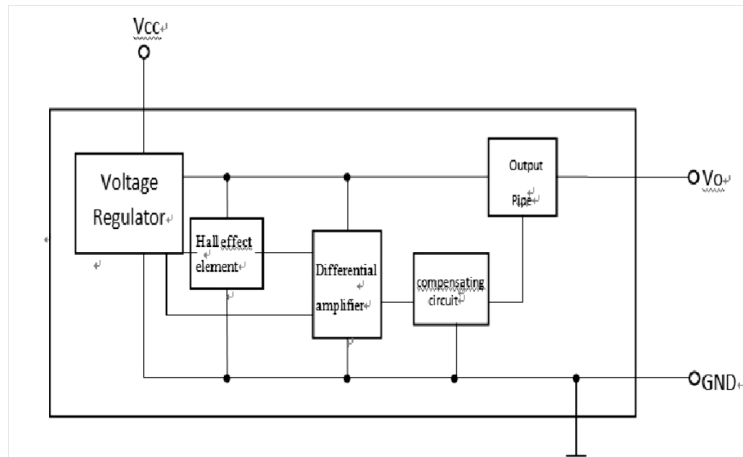 Vcc
Voltage
Regulator
Hall effect
element
Differential
amplifier
compensating
circuit
Output
Pipe
Vo
GND